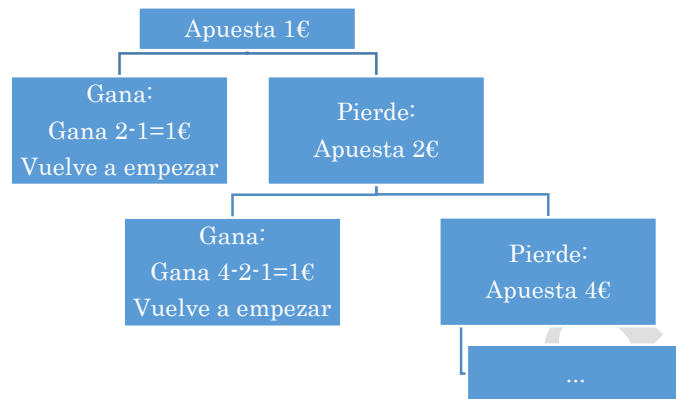 Apuesta 1€
Gana:
Gana 2-1=1€
Vuelve a empezar
Pierde:
Apuesta 2€
Gana:
Gana 4-2-1=1€
Vuelve a empezar
Pierde:
Apuesta 4€
...